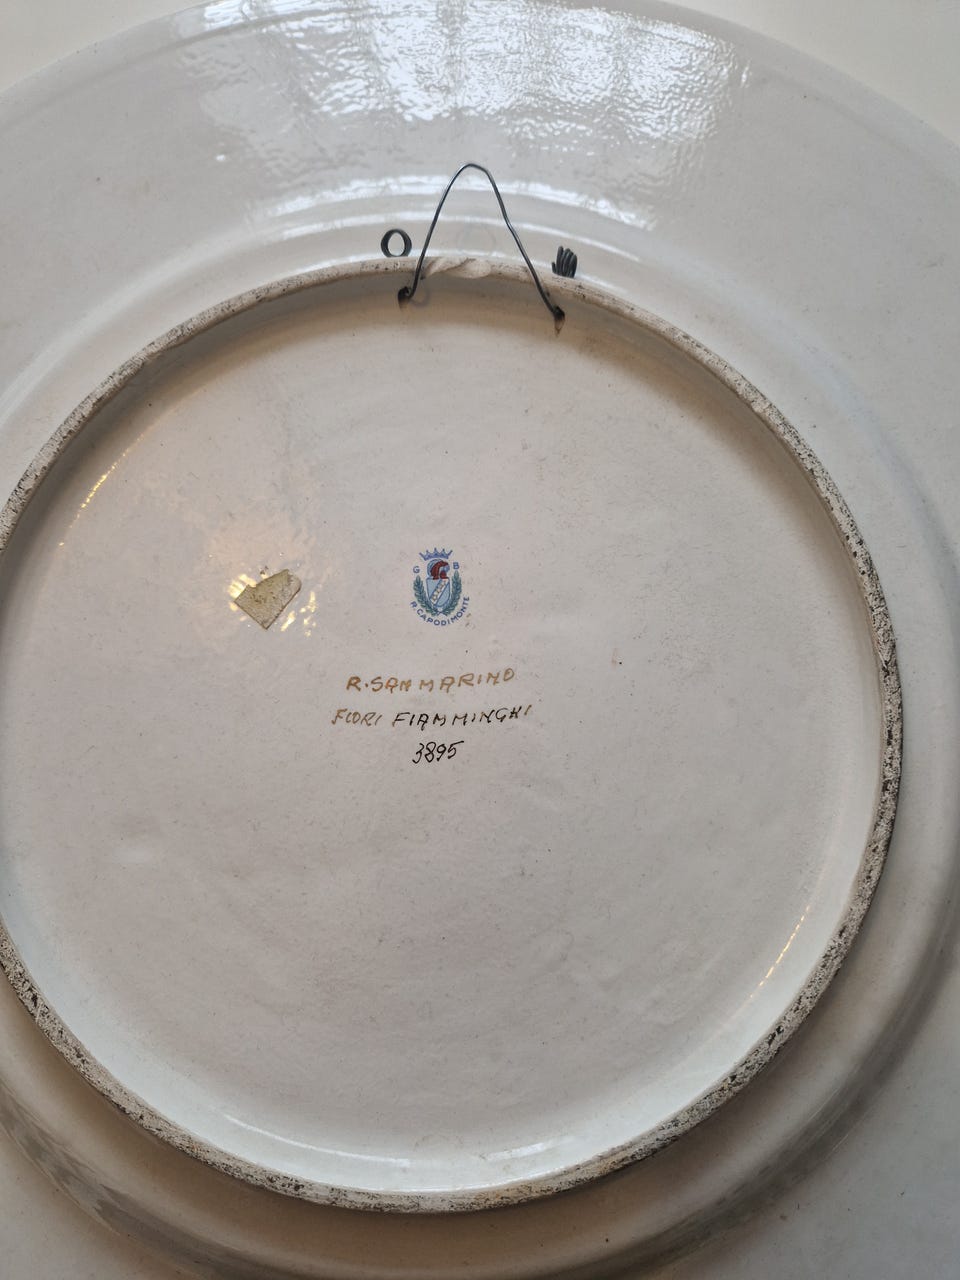 G B
R. CAPODIMONTE
R. SAN MARINO
FIORI FIAMMINGHI
3895